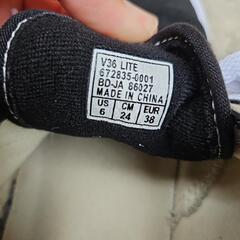 V36 LITE
672835-0001
BD-JA 86027
MADE IN CHINA
US CM EUR
6 24 38